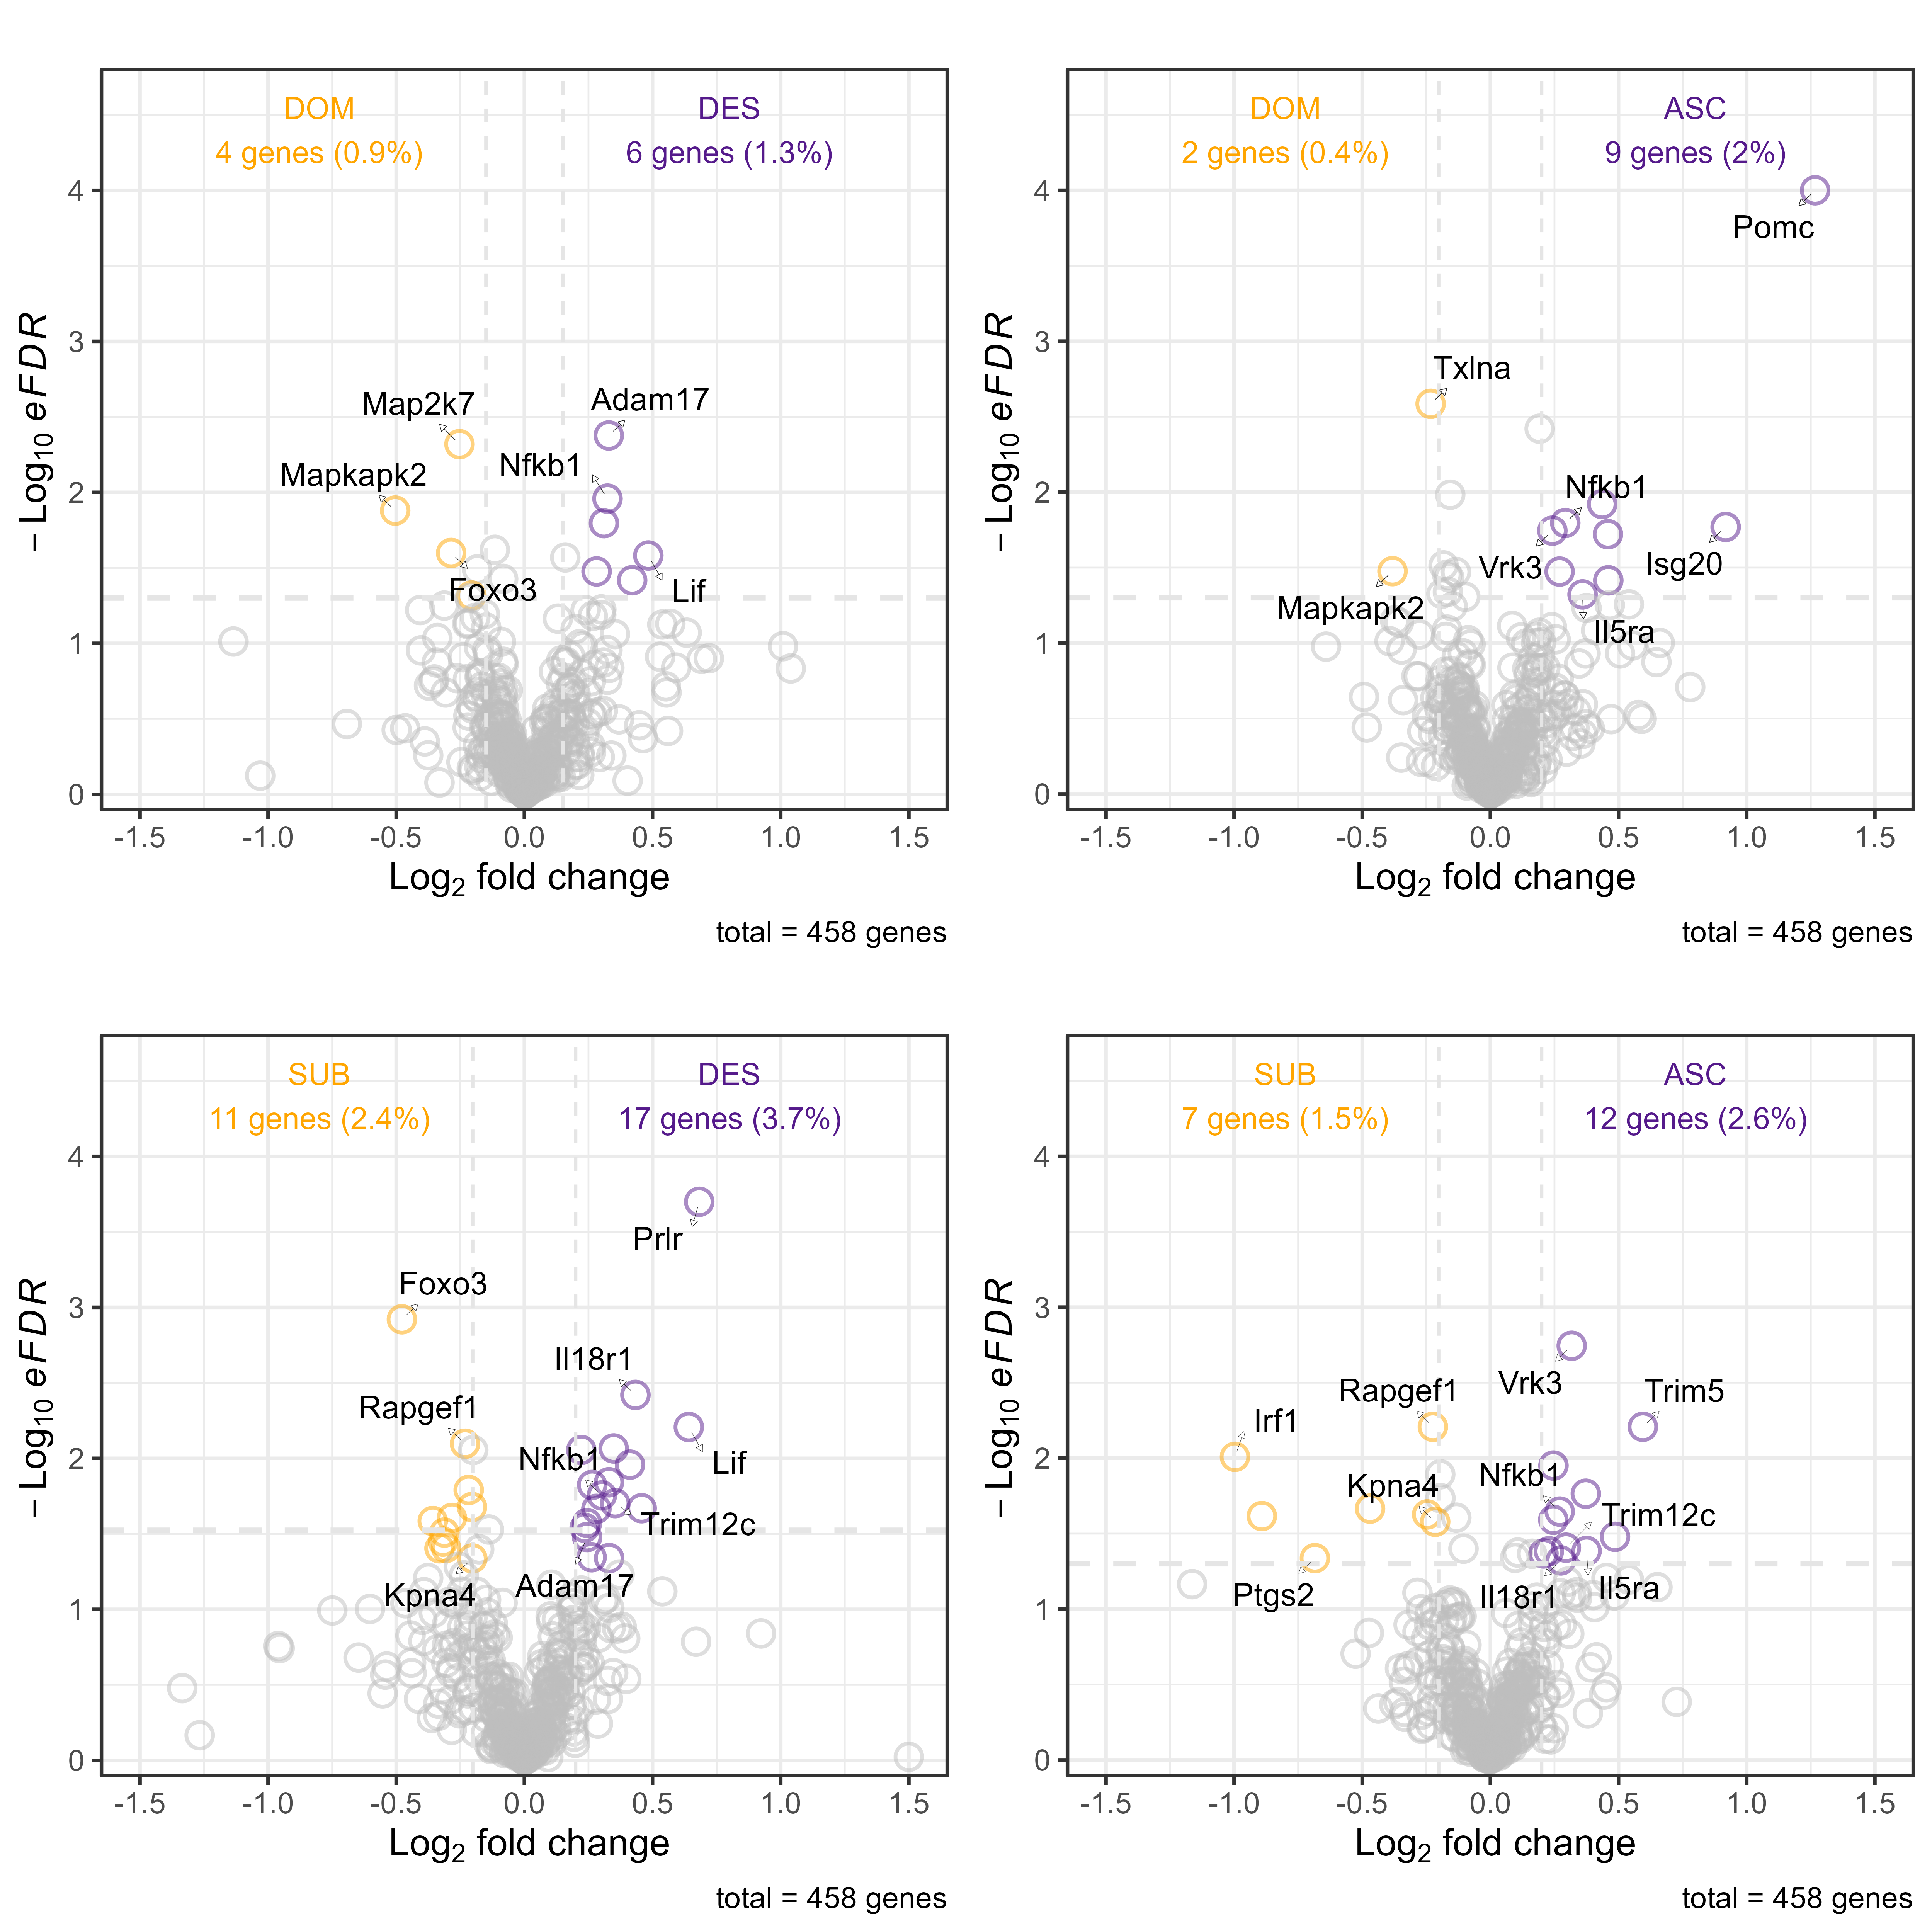 DOM
4 genes (0.9%)
DES
6 genes (1.3%)
4
3
2
1
0
− Log10 eFDR
Map2k7
Adam17
Nfkb1
Mapkapk2
Foxo3
Lif
-1.5 -1.0 -0.5 0.0 0.5 1.0 1.5
Log2 fold change
total = 458 genes
DOM
2 genes (0.4%)
ASC
9 genes (2%)
4
3
2
1
0
− Log10 eFDR
Pomc
Txlna
Nfkb1
Vrk3
Isg20
Mapkapk2
Il5ra
-1.5 -1.0 -0.5 0.0 0.5 1.0 1.5
Log2 fold change
total = 458 genes
SUB
11 genes (2.4%)
DES
17 genes (3.7%)
4
3
2
1
0
− Log10 eFDR
Prlr
Foxo3
Il18r1
Rapgef1
Nfkb1
Lif
Trim12c
Kpna4
Adam17
-1.5 -1.0 -0.5 0.0 0.5 1.0 1.5
Log2 fold change
total = 458 genes
SUB
7 genes (1.5%)
ASC
12 genes (2.6%)
4
3
2
1
0
− Log10 eFDR
Vrk3
Rapgef1
Trim5
Irf1
Nfkb1
Kpna4
Trim12c
Ptgs2
Il18r1
Il5ra
-1.5 -1.0 -0.5 0.0 0.5 1.0 1.5
Log2 fold change
total = 458 genes